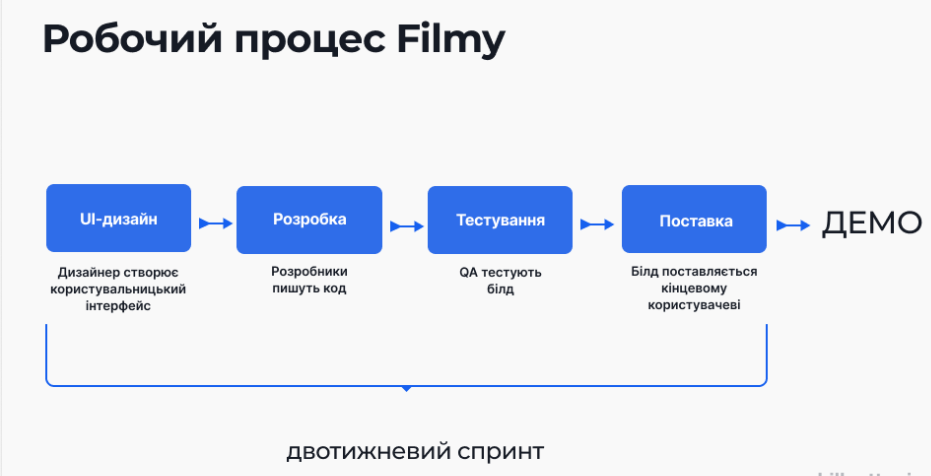 Робочий процес Filmy
UI-дизайн
Розробка
Тестування
Поставка
ДЕМО
Дизайнер створює
користувальницький
інтерфейс
Розробники
пишуть код
QA тестують
білд
Білд поставляється
кінцевому
користувачеві
двотижневий спринт